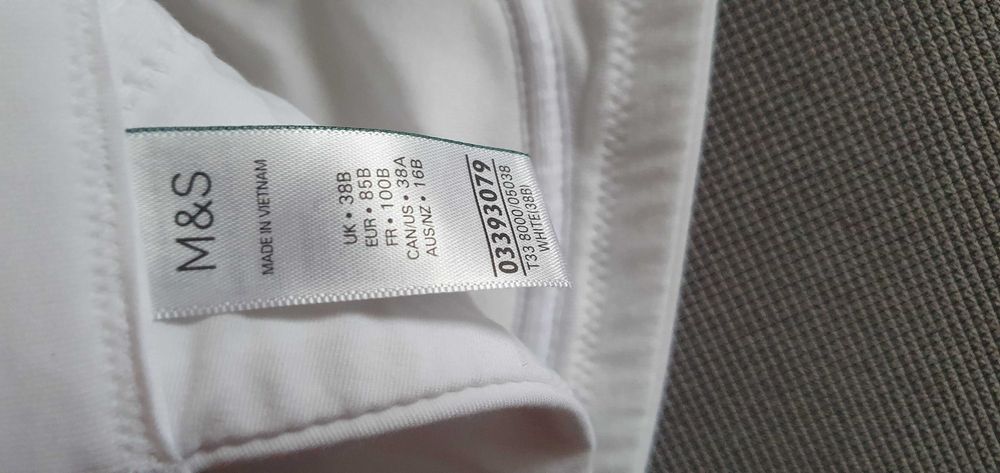 M&S
MADE IN VIETNAM
UK • 38B
EUR • 85B
FR • 100B
CAN/US • 38A
AUS/NZ • 16B
03393079
T33 8000/05038
WHITE(38B)